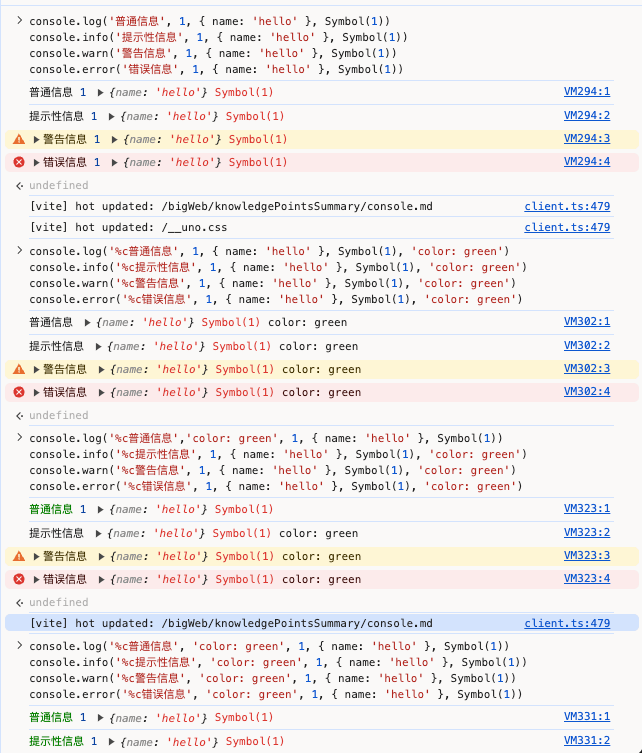 console.log('普通信息', 1, { name: 'hello' }, Symbol(1))
console.info('提示性信息', 1, { name: 'hello' }, Symbol(1))
console.warn('警告信息', 1, { name: 'hello' }, Symbol(1))
console.error('错误信息', 1, { name: 'hello' }, Symbol(1))
普通信息 1 {name: 'hello'} Symbol(1) VM294:1
提示性信息 1 {name: 'hello'} Symbol(1) VM294:2
警告信息 1 {name: 'hello'} Symbol(1) VM294:3
错误信息 1 {name: 'hello'} Symbol(1) VM294:4
undefined
[vite] hot updated: /bigWeb/knowledgePointsSummary/console.md client.ts:479
[vite] hot updated: /__uno.css client.ts:479
console.log('%c普通信息', 1, { name: 'hello' }, Symbol(1), 'color: green')
console.info('%c提示性信息', 1, { name: 'hello' }, Symbol(1), 'color: green')
console.warn('%c警告信息', 1, { name: 'hello' }, Symbol(1), 'color: green')
console.error('%c错误信息', 1, { name: 'hello' }, Symbol(1), 'color: green')
普通信息 {name: 'hello'} Symbol(1) color: green VM302:1
提示性信息 {name: 'hello'} Symbol(1) color: green VM302:2
警告信息 {name: 'hello'} Symbol(1) color: green VM302:3
错误信息 {name: 'hello'} Symbol(1) color: green VM302:4
undefined
console.log('%c普通信息','color: green', 1, { name: 'hello' }, Symbol(1))
console.info('%c提示性信息', 1, { name: 'hello' }, Symbol(1), 'color: green')
console.warn('%c警告信息', 1, { name: 'hello' }, Symbol(1), 'color: green')
console.error('%c错误信息', 1, { name: 'hello' }, Symbol(1), 'color: green')
普通信息 1 {name: 'hello'} Symbol(1) VM323:1
提示性信息 {name: 'hello'} Symbol(1) color: green VM323:2
警告信息 {name: 'hello'} Symbol(1) color: green VM323:3
错误信息 {name: 'hello'} Symbol(1) color: green VM323:4
undefined
[vite] hot updated: /bigWeb/knowledgePointsSummary/console.md client.ts:479
console.log('%c普通信息', 'color: green', 1, { name: 'hello' }, Symbol(1))
console.info('%c提示性信息', 'color: green', 1, { name: 'hello' }, Symbol(1))
console.warn('%c警告信息', 'color: green', 1, { name: 'hello' }, Symbol(1))
console.error('%c错误信息', 'color: green', 1, { name: 'hello' }, Symbol(1))
普通信息 1 {name: 'hello'} Symbol(1) VM331:1
提示性信息 1 {name: 'hello'} Symbol(1) VM331:2